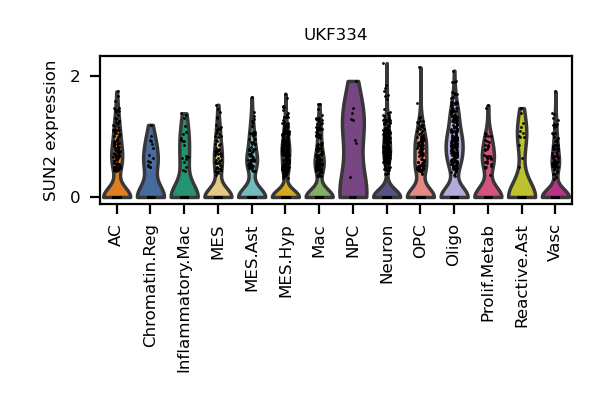 UKF334
SUN2 expression
2
0
AC
Chromatin.Reg
Inflammatory.Mac
MES
MES.Ast
MES.Hyp
Mac
NPC
Neuron
OPC
Oligo
Prolif.Metab
Reactive.Ast
Vasc